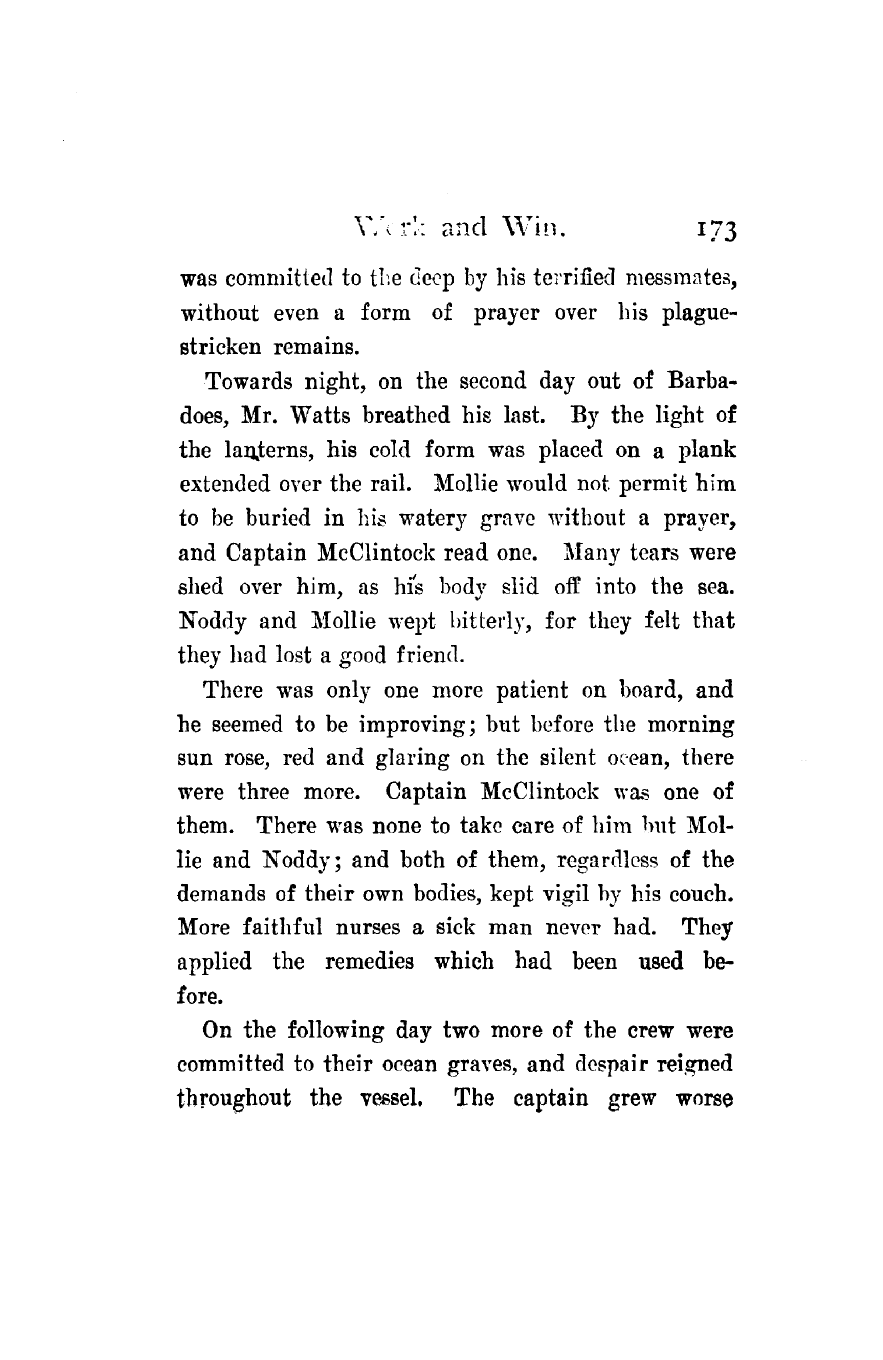 Work and Win. 173
was committed to the deep by his terrified messmates,
without even a form of prayer over his plague-
stricken remains.
Towards night, on the second day out of Barba-
does, Mr. Watts breathed his last. By the light of
the lanterns, his cold form was placed on a plank
extended over the rail. Mollie would not permit him
to be buried in his watery grave without a prayer,
and Captain McClintock read one. Many tears were
shed over him, as his body slid off into the sea.
Noddy and Mollie wept bitterly, for they felt that
they had lost a good friend.
There was only one more patient on board, and
he seemed to be improving; but before the morning
sun rose, red and glaring on the silent ocean, there
were three more. Captain McClintock was one of
them. There was none to take care of him but Mol-
lie and Noddy; and both of them, regardless of the
demands of their own bodies, kept vigil by his couch.
More faithful nurses a sick man never had. They
applied the remedies which had been used be-
fore.
On the following day two more of the crew were
committed to their ocean graves, and despair reigned
throughout the vessel. The captain grew worse